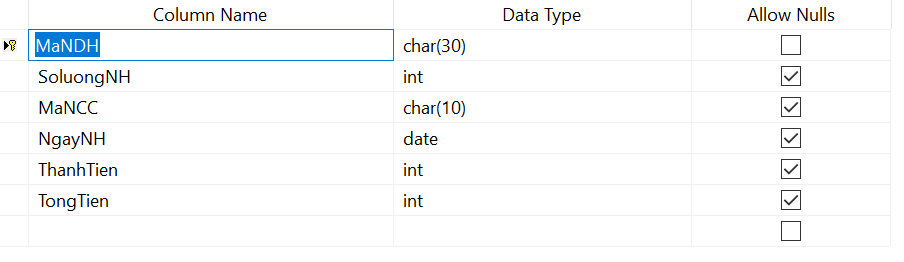 Column Name Data Type Allow Nulls
MaNDH char(30)
SoluongNH int
MaNCC char(10)
NgayNH date
ThanhTien int
TongTien int